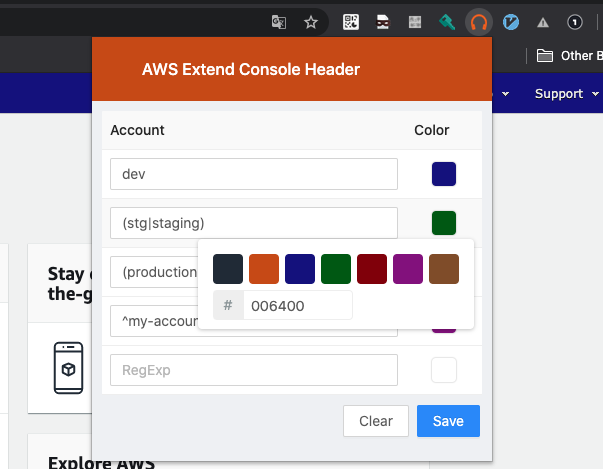 Other B
AWS Extend Console Header
Support
Account Color
dev
(stg|staging)
(production
# 006400
^my-accour
RegExp
Clear Save
Stay
the-g
Explore AWS